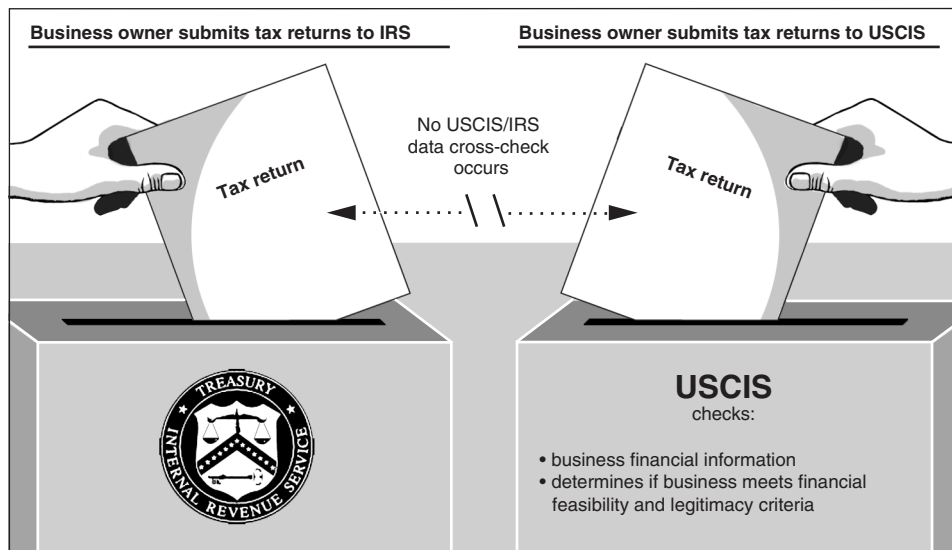 Business owner submits tax returns to IRS
Business owner submits tax returns to USCIS
No USCIS/IRS
data cross-check
occurs
Tax return
Tax return
TREASURY
INTERNAL REVENUE SERVICE
USCIS
checks:
• business financial information
• determines if business meets financial
feasibility and legitimacy criteria